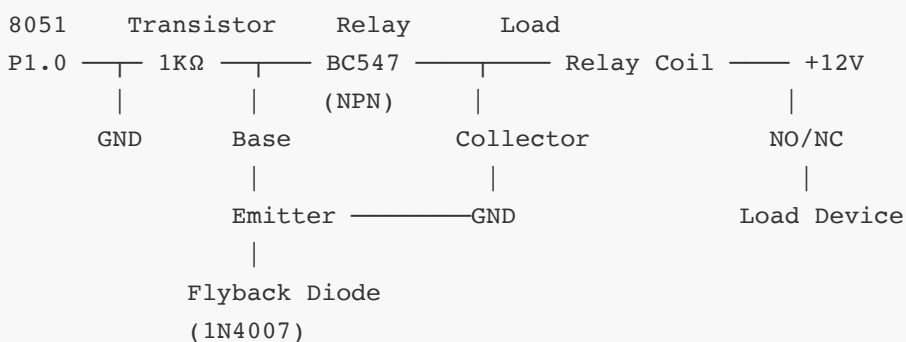 8051 Transistor Relay Load
P1.0 ──┬─ 1KΩ ──┬── BC547 ────┬─── Relay Coil ─── +12V
│ │ (NPN) │ │
GND Base Collector NO/NC
│ │ │
Emitter ───────GND Load Device
│
Flyback Diode
(1N4007)